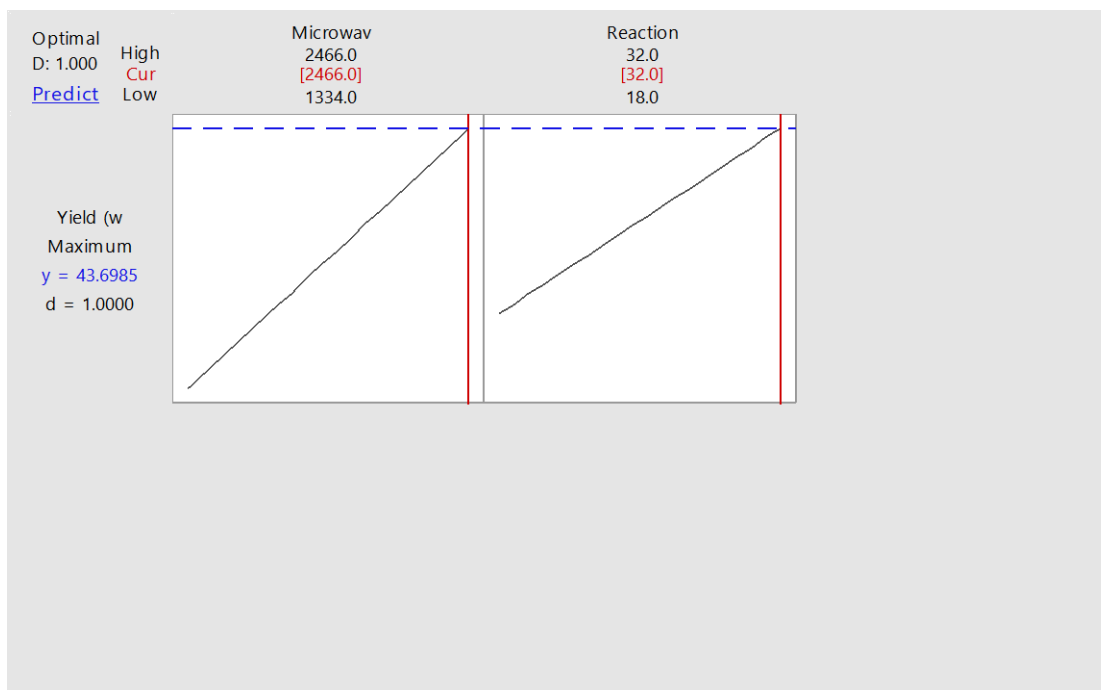 Optimal
D: 1.000
Predict
High
Cur
Low
Microwav
2466.0
[2466.0]
1334.0
Reaction
32.0
[32.0]
18.0
Yield (w
Maximum
y = 43.6985
d = 1.0000